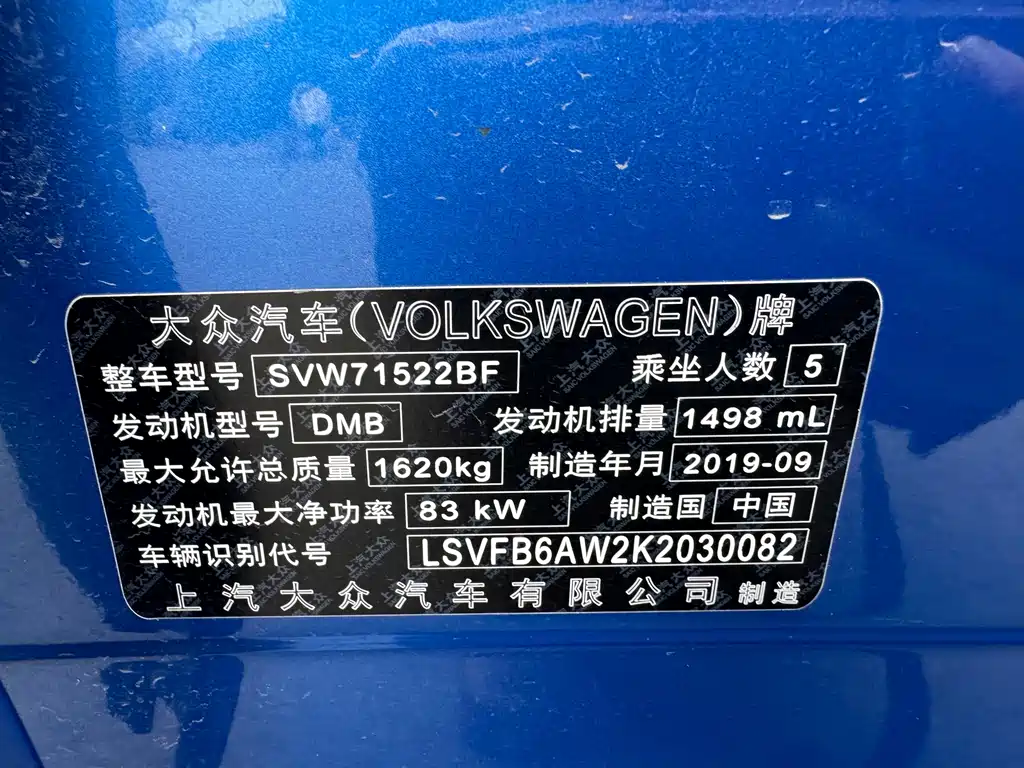 大众汽车(VOLKSWAGEN)牌
整车型号 SVW71522BF 乘坐人数 5
发动机型号 DMB 发动机排量 1498 mL
最大允许总质量 1620kg 制造年月 2019-09
发动机最大净功率 83 kW 制造国 中国
车辆识别代号 LSVFB6AW2K2030082
上汽大众汽车有限公司 制造